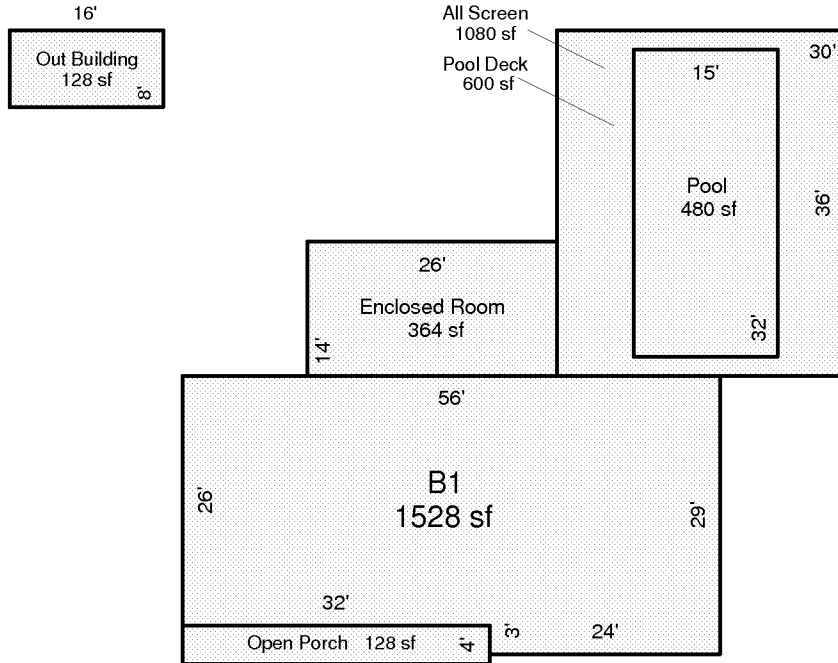 16'
Out Building
128 sf
8'
All Screen
1080 sf
Pool Deck
600 sf
30'
15'
Pool
480 sf
36'
32'
26'
Enclosed Room
364 sf
14'
56'
B1
1528 sf
26'
29'
32'
Open Porch 128 sf
4'
3'
24'